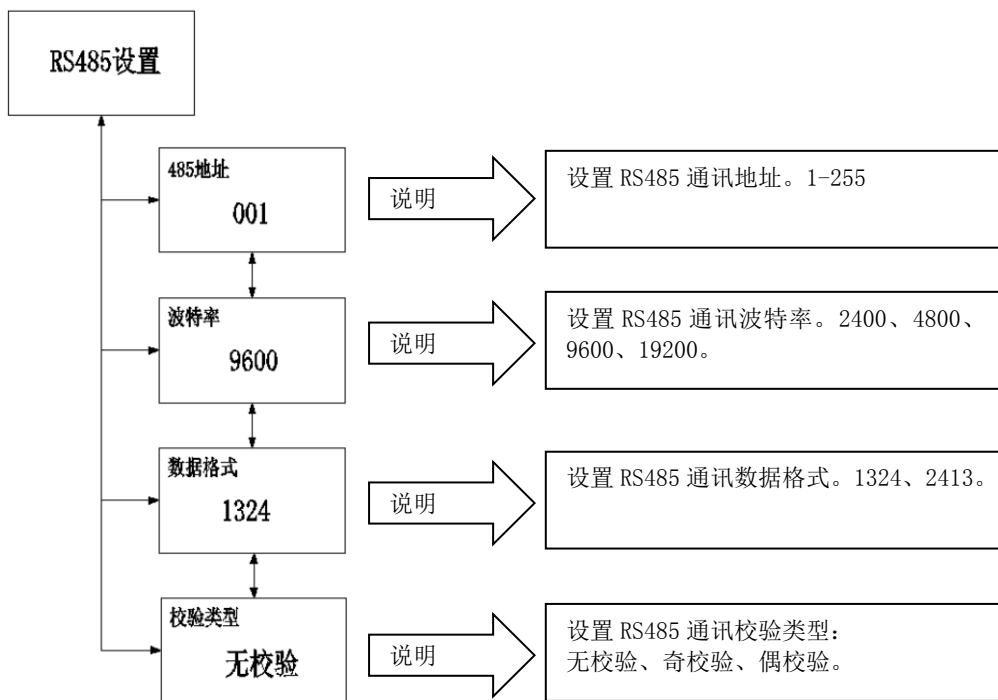 RS485设置
485地址
001
说明
设置 RS485 通讯地址。1-255
波特率
9600
说明
设置 RS485 通讯波特率。2400、4800、
9600、19200。
数据格式
1324
说明
设置 RS485 通讯数据格式。1324、2413。
校验类型
无校验
说明
设置 RS485 通讯校验类型：
无校验、奇校验、偶校验。